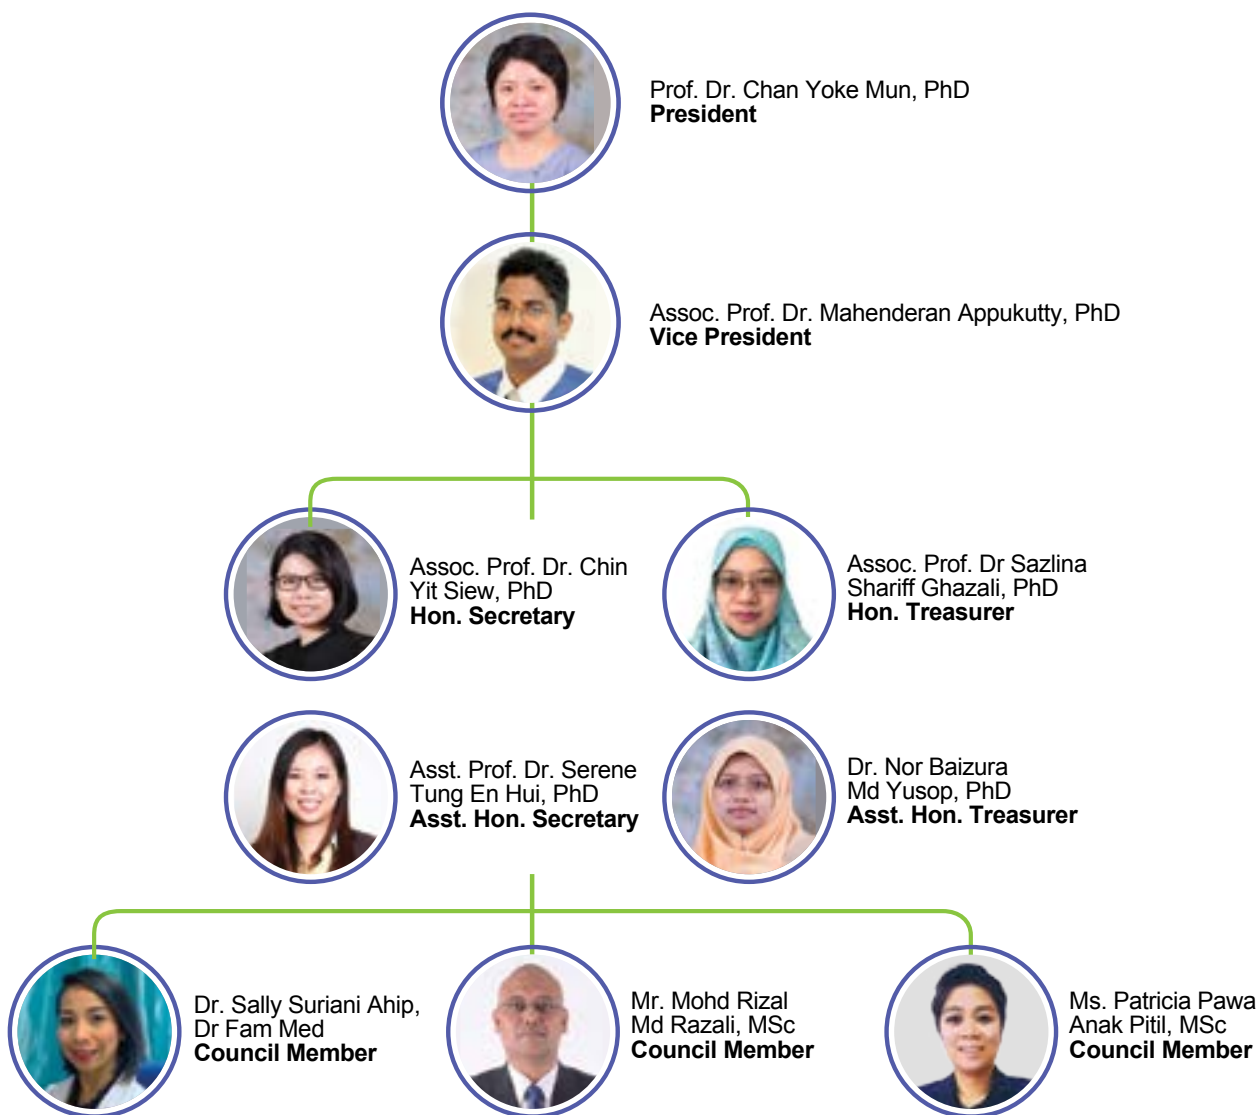 Prof. Dr. Chan Yoke Mun, PhD
President
Assoc. Prof. Dr. Mahenderan Appukutty, PhD
Vice President
Assoc. Prof. Dr. Chin
Yit Siew, PhD
Hon. Secretary
Assoc. Prof. Dr Sazlina
Shariff Ghazali, PhD
Hon. Treasurer
Asst. Prof. Dr. Serene
Tung En Hui, PhD
Asst. Hon. Secretary
Dr. Nor Baizura
Md Yusop, PhD
Asst. Hon. Treasurer
Dr. Sally Suriani Ahip,
Dr Fam Med
Council Member
Mr. Mohd Rizal
Md Razali, MSc
Council Member
Ms. Patricia Pawa
Anak Pitil, MSc
Council Member